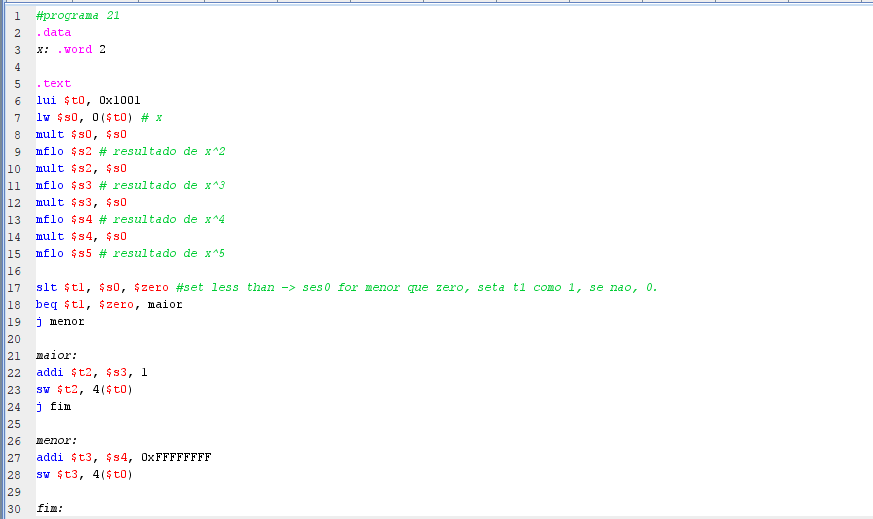 1 #programa 21
2 .data
3 x: .word 2
4
5 .text
6 lui $t0, 0x1001
7 lw $s0, 0($t0) # x
8 mult $s0, $s0
9 mflo $s2 # resultado de x^2
10 mult $s2, $s0
11 mflo $s3 # resultado de x^3
12 mult $s3, $s0
13 mflo $s4 # resultado de x^4
14 mult $s4, $s0
15 mflo $s5 # resultado de x^5
16
17 slt $t1, $s0, $zero #set less than -> ses0 for menor que zero, seta t1 como 1, se nao, 0.
18 beq $t1, $zero, maior
19 j menor
20
21 maior:
22 addi $t2, $s3, 1
23 sw $t2, 4($t0)
24 j fim
25
26 menor:
27 addi $t3, $s4, 0xFFFFFFFF
28 sw $t3, 4($t0)
29
30 fim: